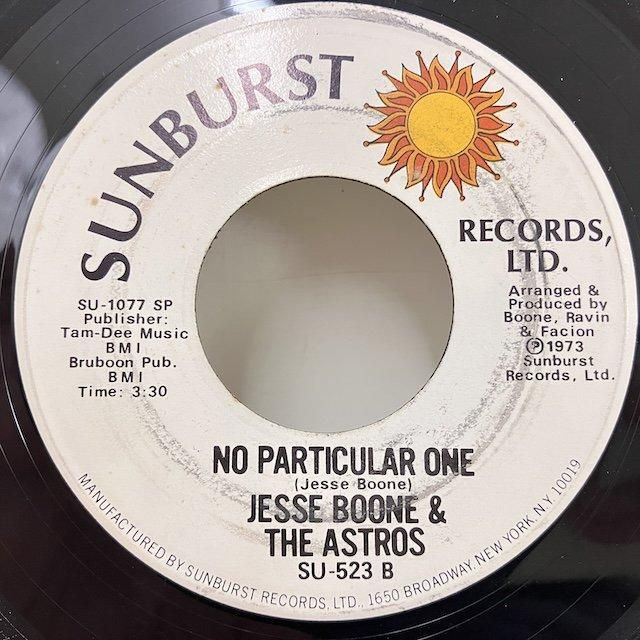 SUNBURST
RECORDS,
LTD.
SU-1077 SP
Publisher:
Tam-Dee Music
BMI
Bruboon Pub.
BMI
Time: 3:30
Arranged &
Produced by
Boone, Ravin
& Facion
Ⓟ1973
Sunburst
Records, Ltd.
NO PARTICULAR ONE
(Jesse Boone)
JESSE BOONE &
THE ASTROS
SU-523 B
MANUFACTURED BY SUNBURST RECORDS, LTD., 1650 BROADWAY, NEW YORK, N.Y. 10019